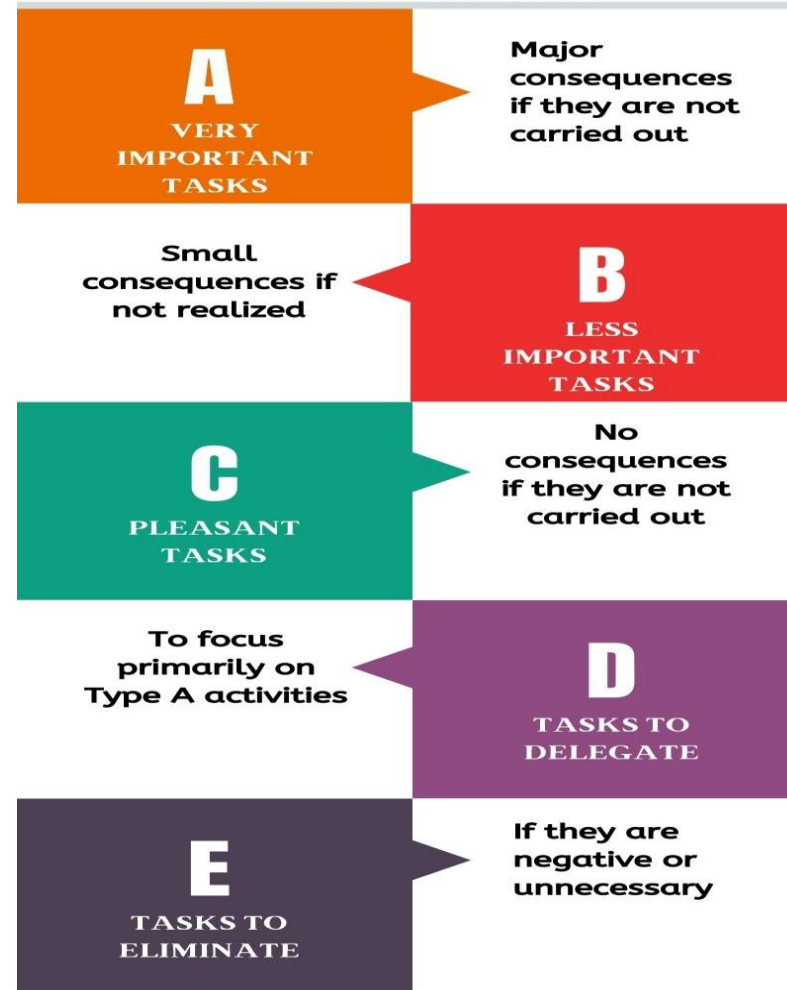 A
VERY
IMPORTANT
TASKS
Major
consequences
if they are not
carried out
Small
consequences if
not realized
B
LESS
IMPORTANT
TASKS
C
PLEASANT
TASKS
No
consequences
if they are not
carried out
To focus
primarily on
Type A activities
D
TASKS TO
DELEGATE
E
TASKS TO
ELIMINATE
If they are
negative or
unnecessary